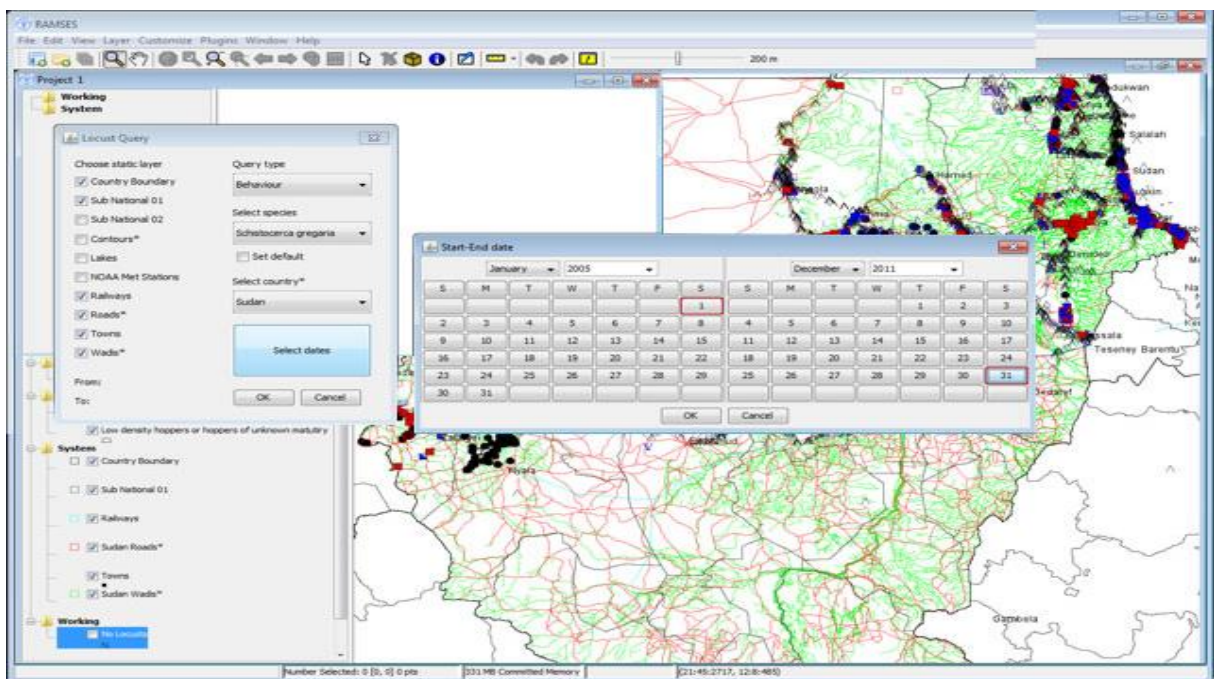 RAMSES
File Edit View Layer Customize Plugins Window Help
200 m
Project 1
Working
System
Locust Query
Choose static layer
Country Boundary
Sub National 01
Sub National 02
Contours*
Lakes
NOAA Met Stations
Railways
Roads*
Towns
Wadis*
From:
To:
Query type
Behaviour
Select species
Schistocerca gregaria
Set default
Select country*
Sudan
Select dates
OK Cancel
Start-End date
January 2005 December 2011
S M T W T F S S M T W T F S
1 1 2 3
2 3 4 5 6 7 8 4 5 6 7 8 9 10
9 10 11 12 13 14 15 11 12 13 14 15 16 17
16 17 18 19 20 21 22 18 19 20 21 22 23 24
23 24 25 26 27 28 29 25 26 27 28 29 30 31
30 31
OK Cancel
Low density hoppers or hoppers of unknown matutiry
System
Country Boundary
Sub National 01
Railways
Sudan Roads*
Towns
Sudan Wadis*
Working
No Locusts
Salalah
Sudan
Hamed
Teseney Barentu
Nyala
Gambela
Number Selected: 0 [0, 0] 0 pts
331 MB Committed Memory
(21:45:2717, 12:8:485)